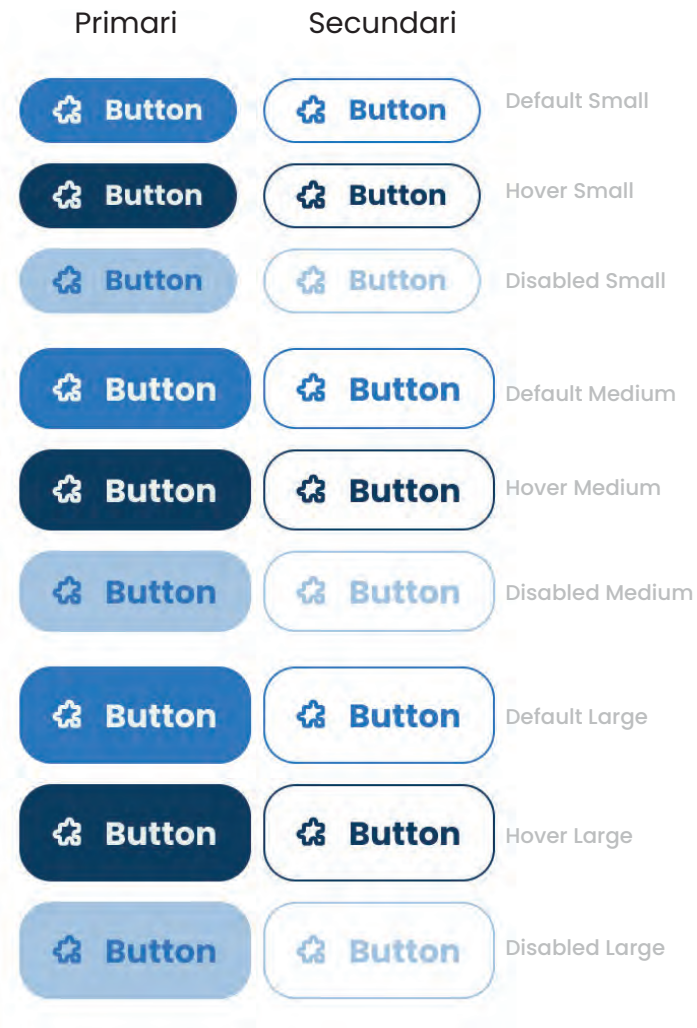 Primari Secundari
Button Button Default Small
Button Button Hover Small
Button Button Disabled Small
Button Button Default Medium
Button Button Hover Medium
Button Button Disabled Medium
Button Button Default Large
Button Button Hover Large
Button Button Disabled Large